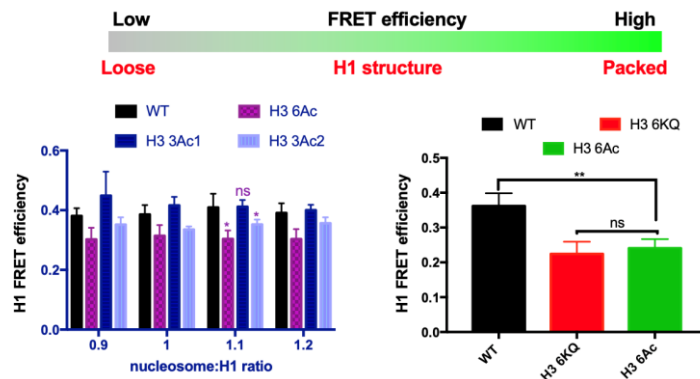 Low FRET efficiency High
Loose H1 structure Packed
WT H3 6Ac
H3 3Ac1 H3 3Ac2
H1 FRET efficiency
0.6
0.4
0.2
0.0
ns
* *
0.9 1 1.1 1.2
nucleosome:H1 ratio
WT H3 6KQ
H3 6Ac
H1 FRET efficiency
0.5
0.4
0.3
0.2
0.1
0.0
**
ns
WT H3 6KQ H3 6Ac